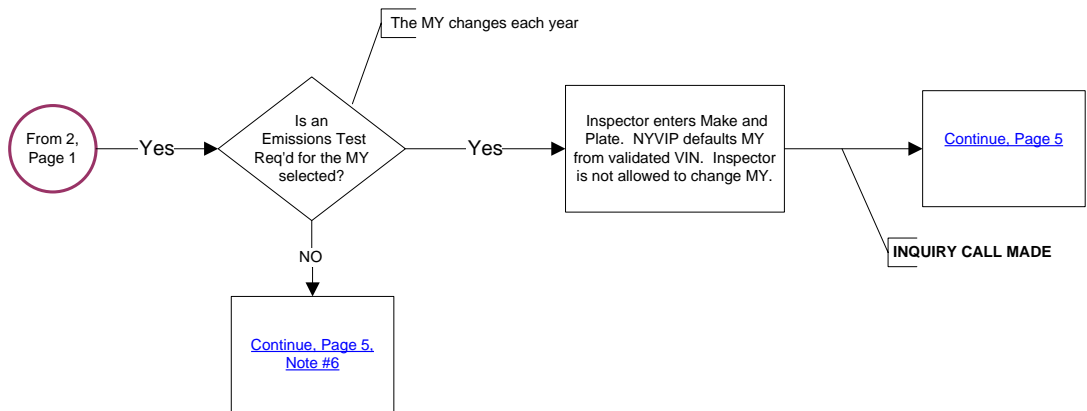 The MY changes each year
From 2,
Page 1
Yes
Is an
Emissions Test
Req'd for the MY
selected?
Yes
Inspector enters Make and
Plate.  NYVIP defaults MY
from validated VIN.  Inspector
is not allowed to change MY.
Continue, Page 5
INQUIRY CALL MADE
NO
Continue, Page 5,
Note #6